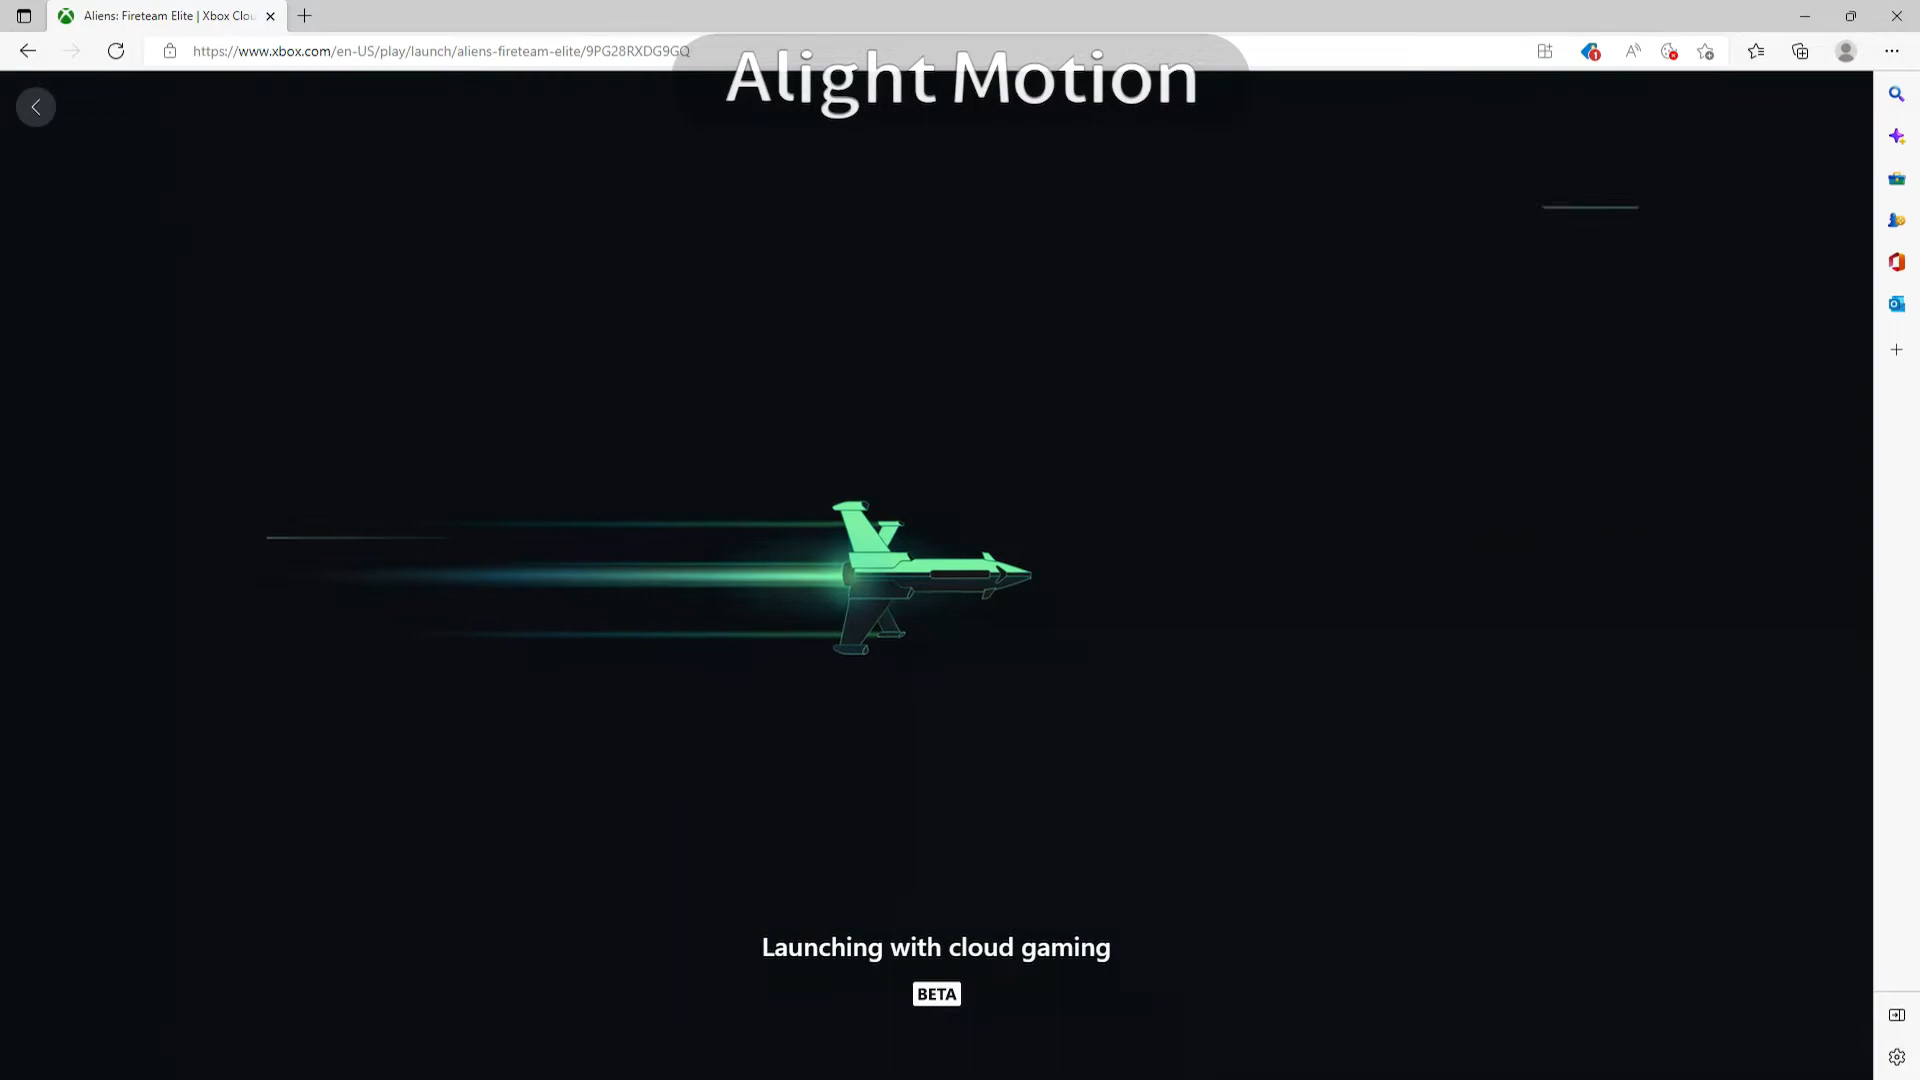 Aliens: Fireteam Elite | Xbox Clou
https://www.xbox.com/en-US/play/launch/aliens-fireteam-elite/9PG28RXDG9GQ
Alight Motion
Launching with cloud gaming
BETA